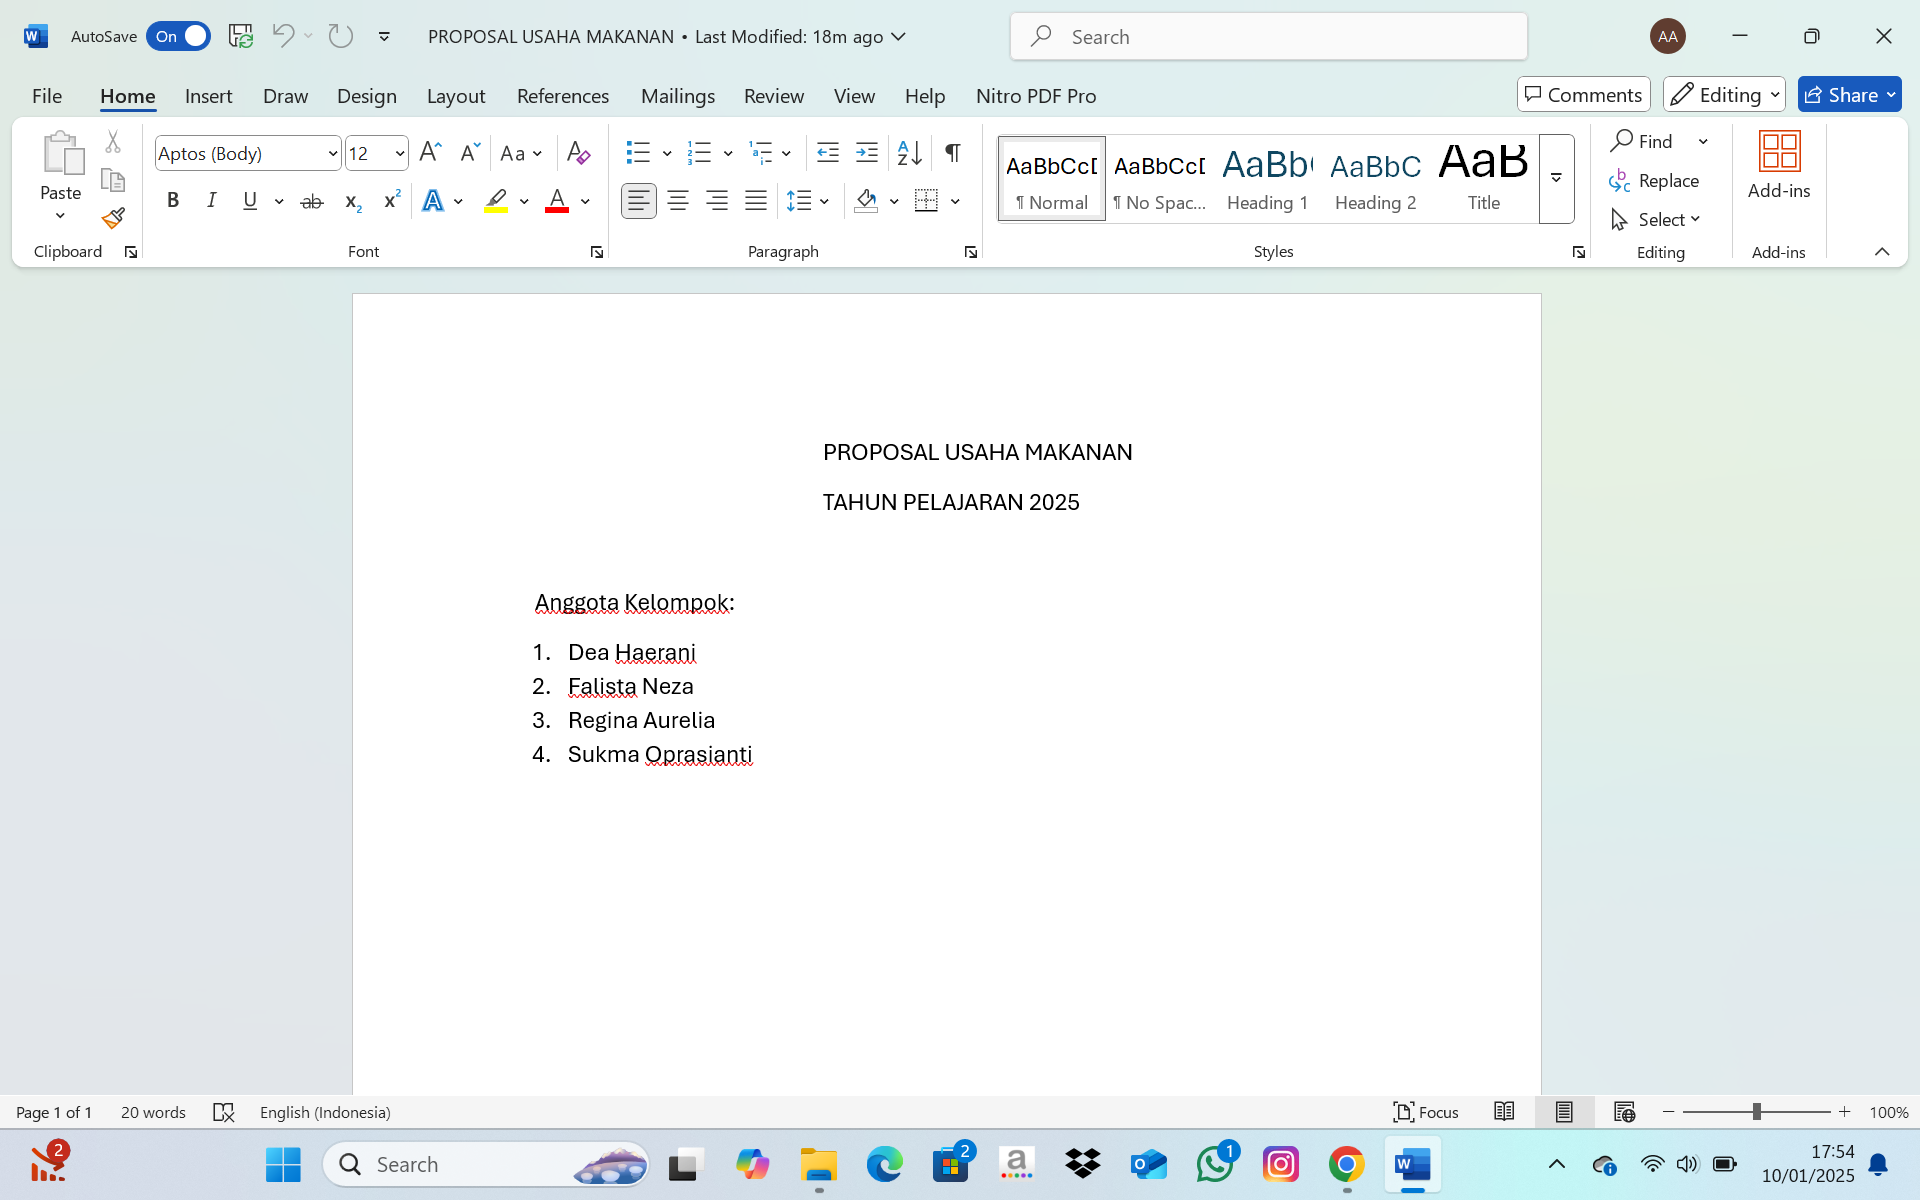 AutoSave On PROPOSAL USAHA MAKANAN • Last Modified: 18m ago Search AA
File Home Insert Draw Design Layout References Mailings Review View Help Nitro PDF Pro Comments Editing Share
Paste
Clipboard
Aptos (Body) 12
Font
Paragraph
AaBbCcD AaBbCcD AaBb( AaBbC AaB
¶ Normal ¶ No Spac... Heading 1 Heading 2 Title
Styles
Find
Replace
Select
Editing
Add-ins
Add-ins
PROPOSAL USAHA MAKANAN
TAHUN PELAJARAN 2025
Anggota Kelompok:
1. Dea Haerani
2. Falista Neza
3. Regina Aurelia
4. Sukma Oprasianti
Page 1 of 1 20 words English (Indonesia) Focus 100%
2 Search 2 1 17:54
10/01/2025